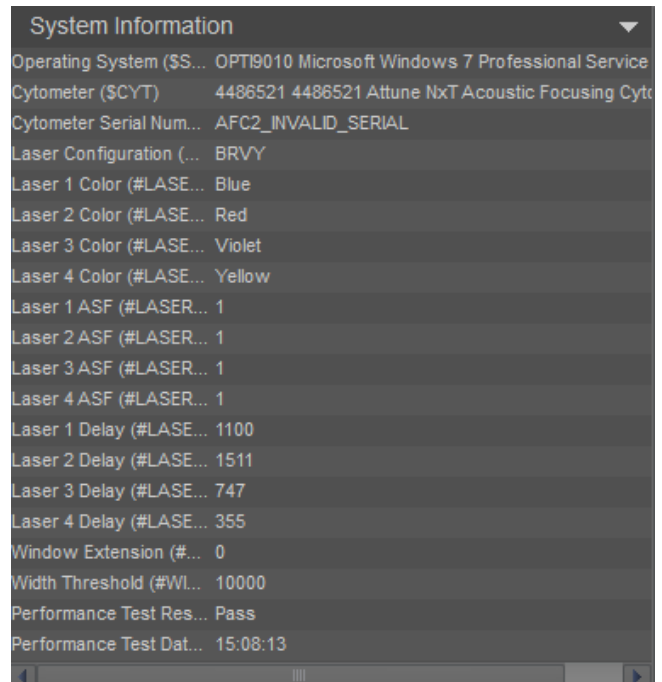 System Information
Operating System ($S... OPTI9010 Microsoft Windows 7 Professional Service
Cytometer ($CYT) 4486521 4486521 Attune NxT Acoustic Focusing Cyto
Cytometer Serial Num... AFC2_INVALID_SERIAL
Laser Configuration (... BRVY
Laser 1 Color (#LASE... Blue
Laser 2 Color (#LASE... Red
Laser 3 Color (#LASE... Violet
Laser 4 Color (#LASE... Yellow
Laser 1 ASF (#LASER... 1
Laser 2 ASF (#LASER... 1
Laser 3 ASF (#LASER... 1
Laser 4 ASF (#LASER... 1
Laser 1 Delay (#LASE... 1100
Laser 2 Delay (#LASE... 1511
Laser 3 Delay (#LASE... 747
Laser 4 Delay (#LASE... 355
Window Extension (#... 0
Width Threshold (#WI... 10000
Performance Test Res... Pass
Performance Test Dat... 15:08:13